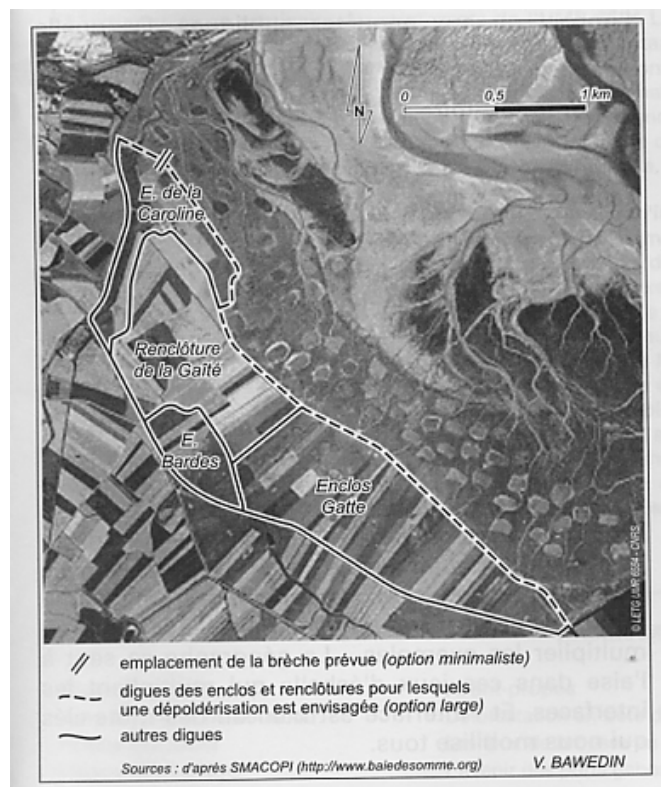 0 0,5 1 km
N
E. de la
Caroline
Renclôture
de la Gaîté
E.
Bardes
Enclos
Gatte
© LETG UMR 6554 - CNRS
emplacement de la brèche prévue (option minimaliste)
digues des enclos et renclôtures pour lesquels
une dépoldérisation est envisagée (option large)
autres digues
Sources : d'après SMACOPI (http://www.baiedesomme.org)
V. BAWEDIN